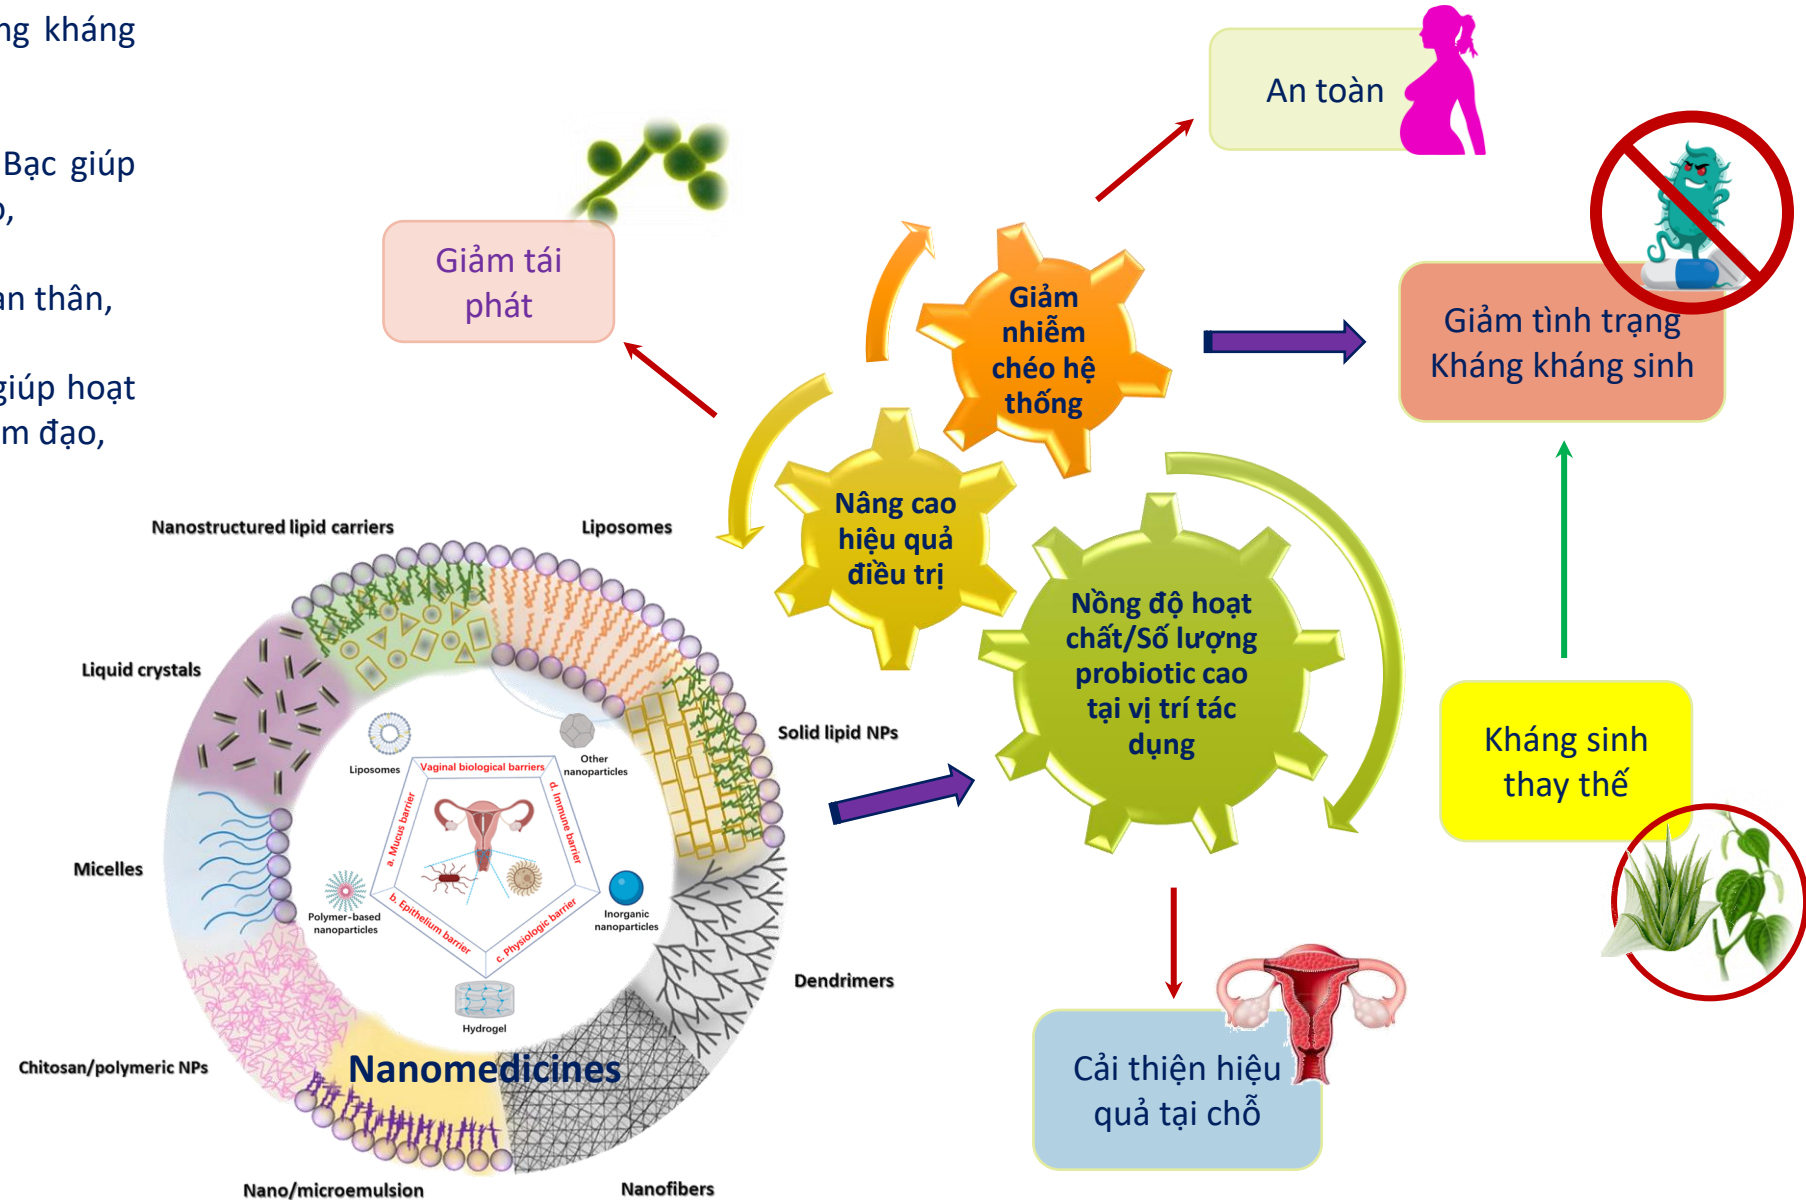 ng kháng
Bạc giúp
an thân,
giúp hoạt
m đạo,
An toàn
Giảm tái
phát
Giảm
nhiễm
chéo hệ
thống
Giảm tình trạng
Kháng kháng sinh
Nâng cao
hiệu quả
điều trị
Nồng độ hoạt
chất/Số lượng
probiotic cao
tại vị trí tác
dụng
Kháng sinh
thay thế
Cải thiện hiệu
quả tại chỗ
Nanostructured lipid carriers
Liposomes
Liquid crystals
Solid lipid NPs
Micelles
Dendrimers
Chitosan/polymeric NPs
Nanomedicines
Nano/microemulsion
Nanofibers
Liposomes
Other
nanoparticles
Vaginal biological barriers
a. Mucus barrier
d. Immune barrier
b. Epithelium barrier
c. Physiologic barrier
Polymer-based
nanoparticles
Inorganic
nanoparticles
Hydrogel